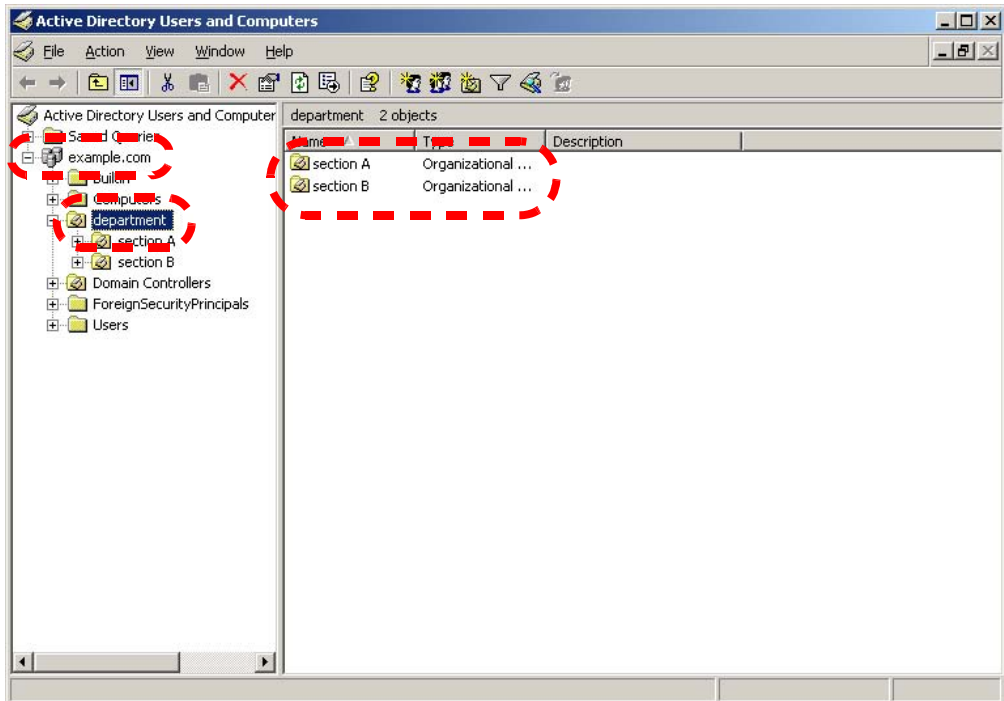 Active Directory Users and Computers
File Action View Window Help
Active Directory Users and Computer
Saved Queries
example.com
Builtin
Computers
department
section A
section B
Domain Controllers
ForeignSecurityPrincipals
Users
department 2 objects
Name Type Description
section A Organizational ...
section B Organizational ...